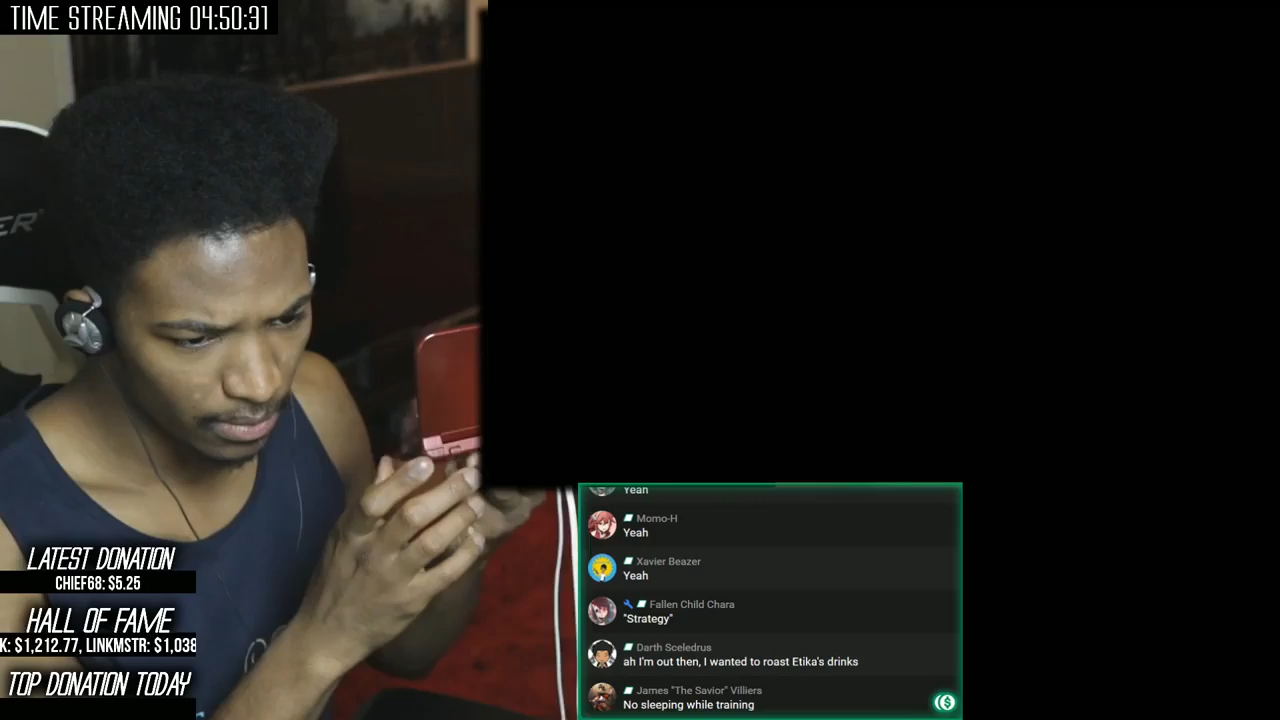 TIME STREAMING 04:50:31
ER
LATEST DONATION
CHIEF68: $5.25
HALL OF FAME
K: $1,212.77, LINKMSTR: $1,038
TOP DONATION TODAY
Yeah
Momo-H
Yeah
Xavier Beazer
Yeah
Fallen Child Chara
"Strategy"
Darth Sceledrus
ah I'm out then, I wanted to roast Etika's drinks
James "The Savior" Villiers
No sleeping while training